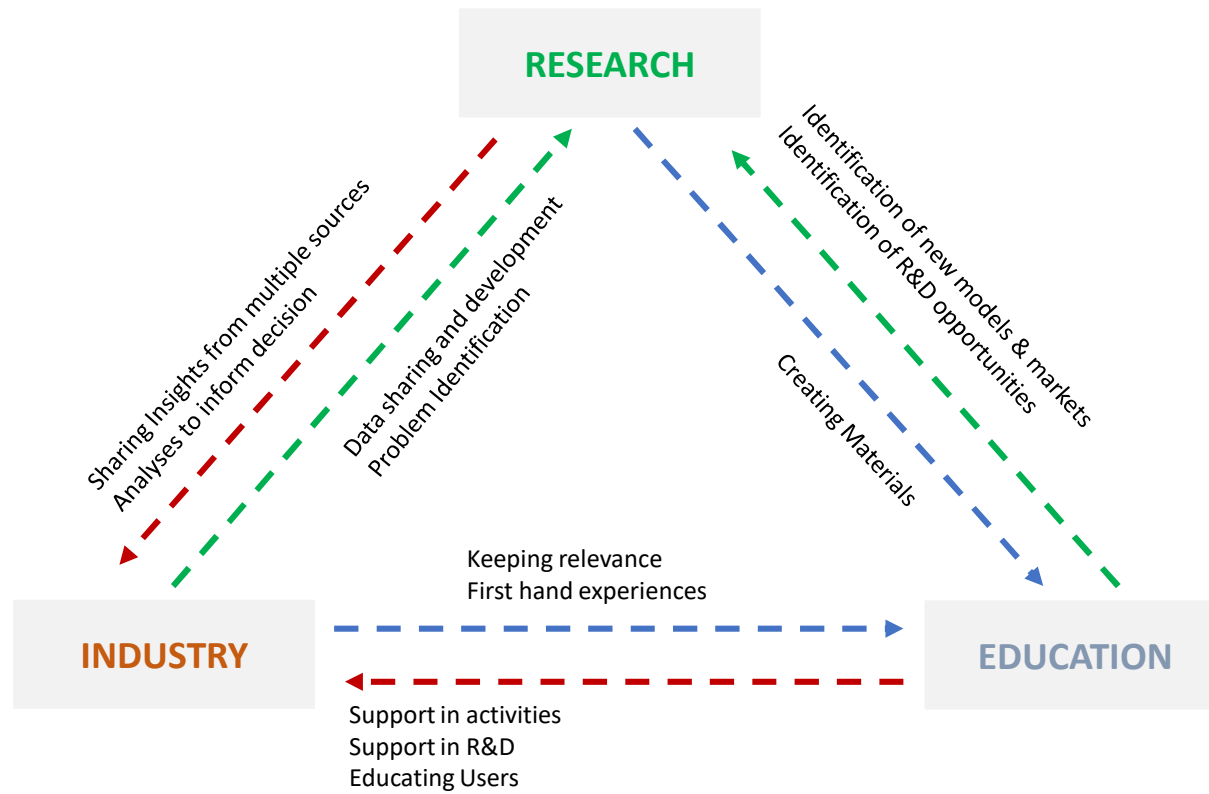 RESEARCH
Sharing Insights from multiple sources
Analyses to inform decision
Data sharing and development
Problem Identification
Identification of new models & markets
Identification of R&D opportunities
Creating Materials
Keeping relevance
First hand experiences
INDUSTRY
EDUCATION
Support in activities
Support in R&D
Educating Users